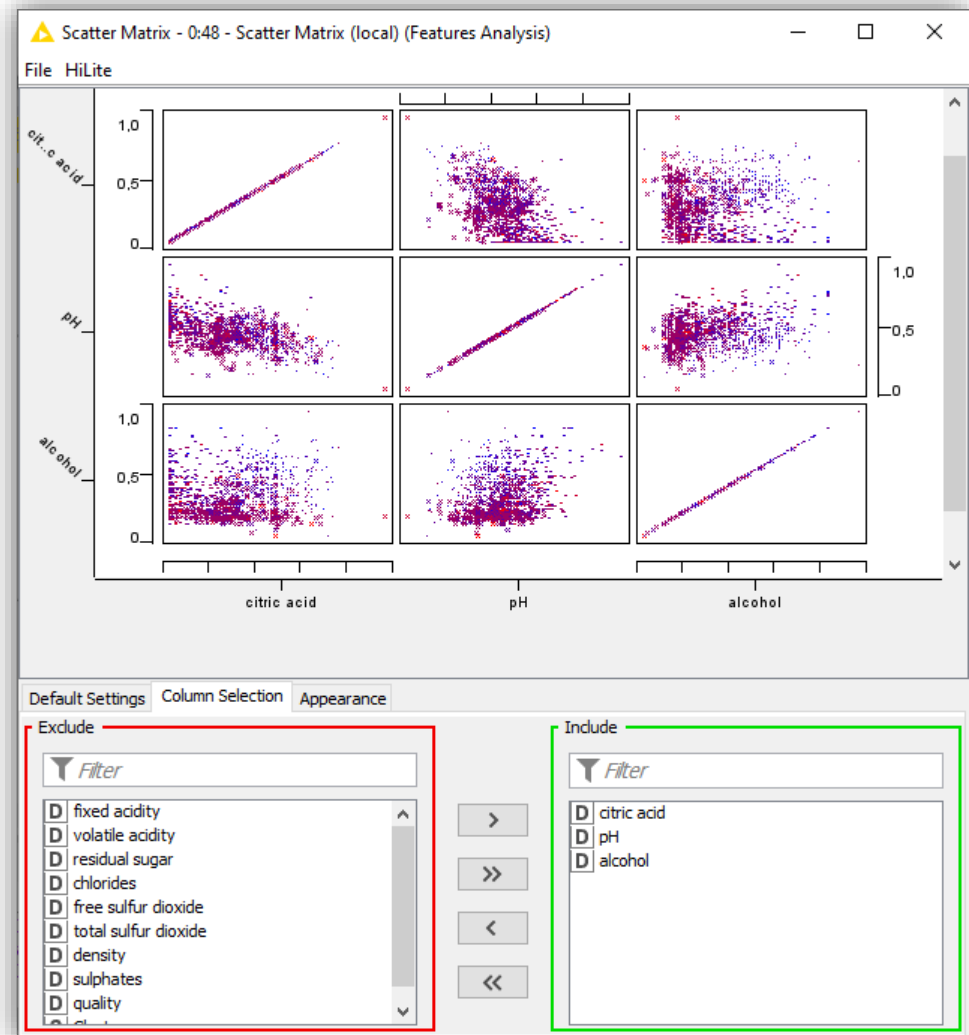 Scatter Matrix - 0:48 - Scatter Matrix (local) (Features Analysis)
File HiLite
cit..c acid
1,0
0,5
0
pH
1,0
0,5
0
alcohol
1,0
0,5
0
citric acid pH alcohol
Default Settings Column Selection Appearance
Exclude
Filter
D fixed acidity
D volatile acidity
D residual sugar
D chlorides
D free sulfur dioxide
D total sulfur dioxide
D density
D sulphates
D quality
>
>>
<
<<
Include
Filter
D citric acid
D pH
D alcohol